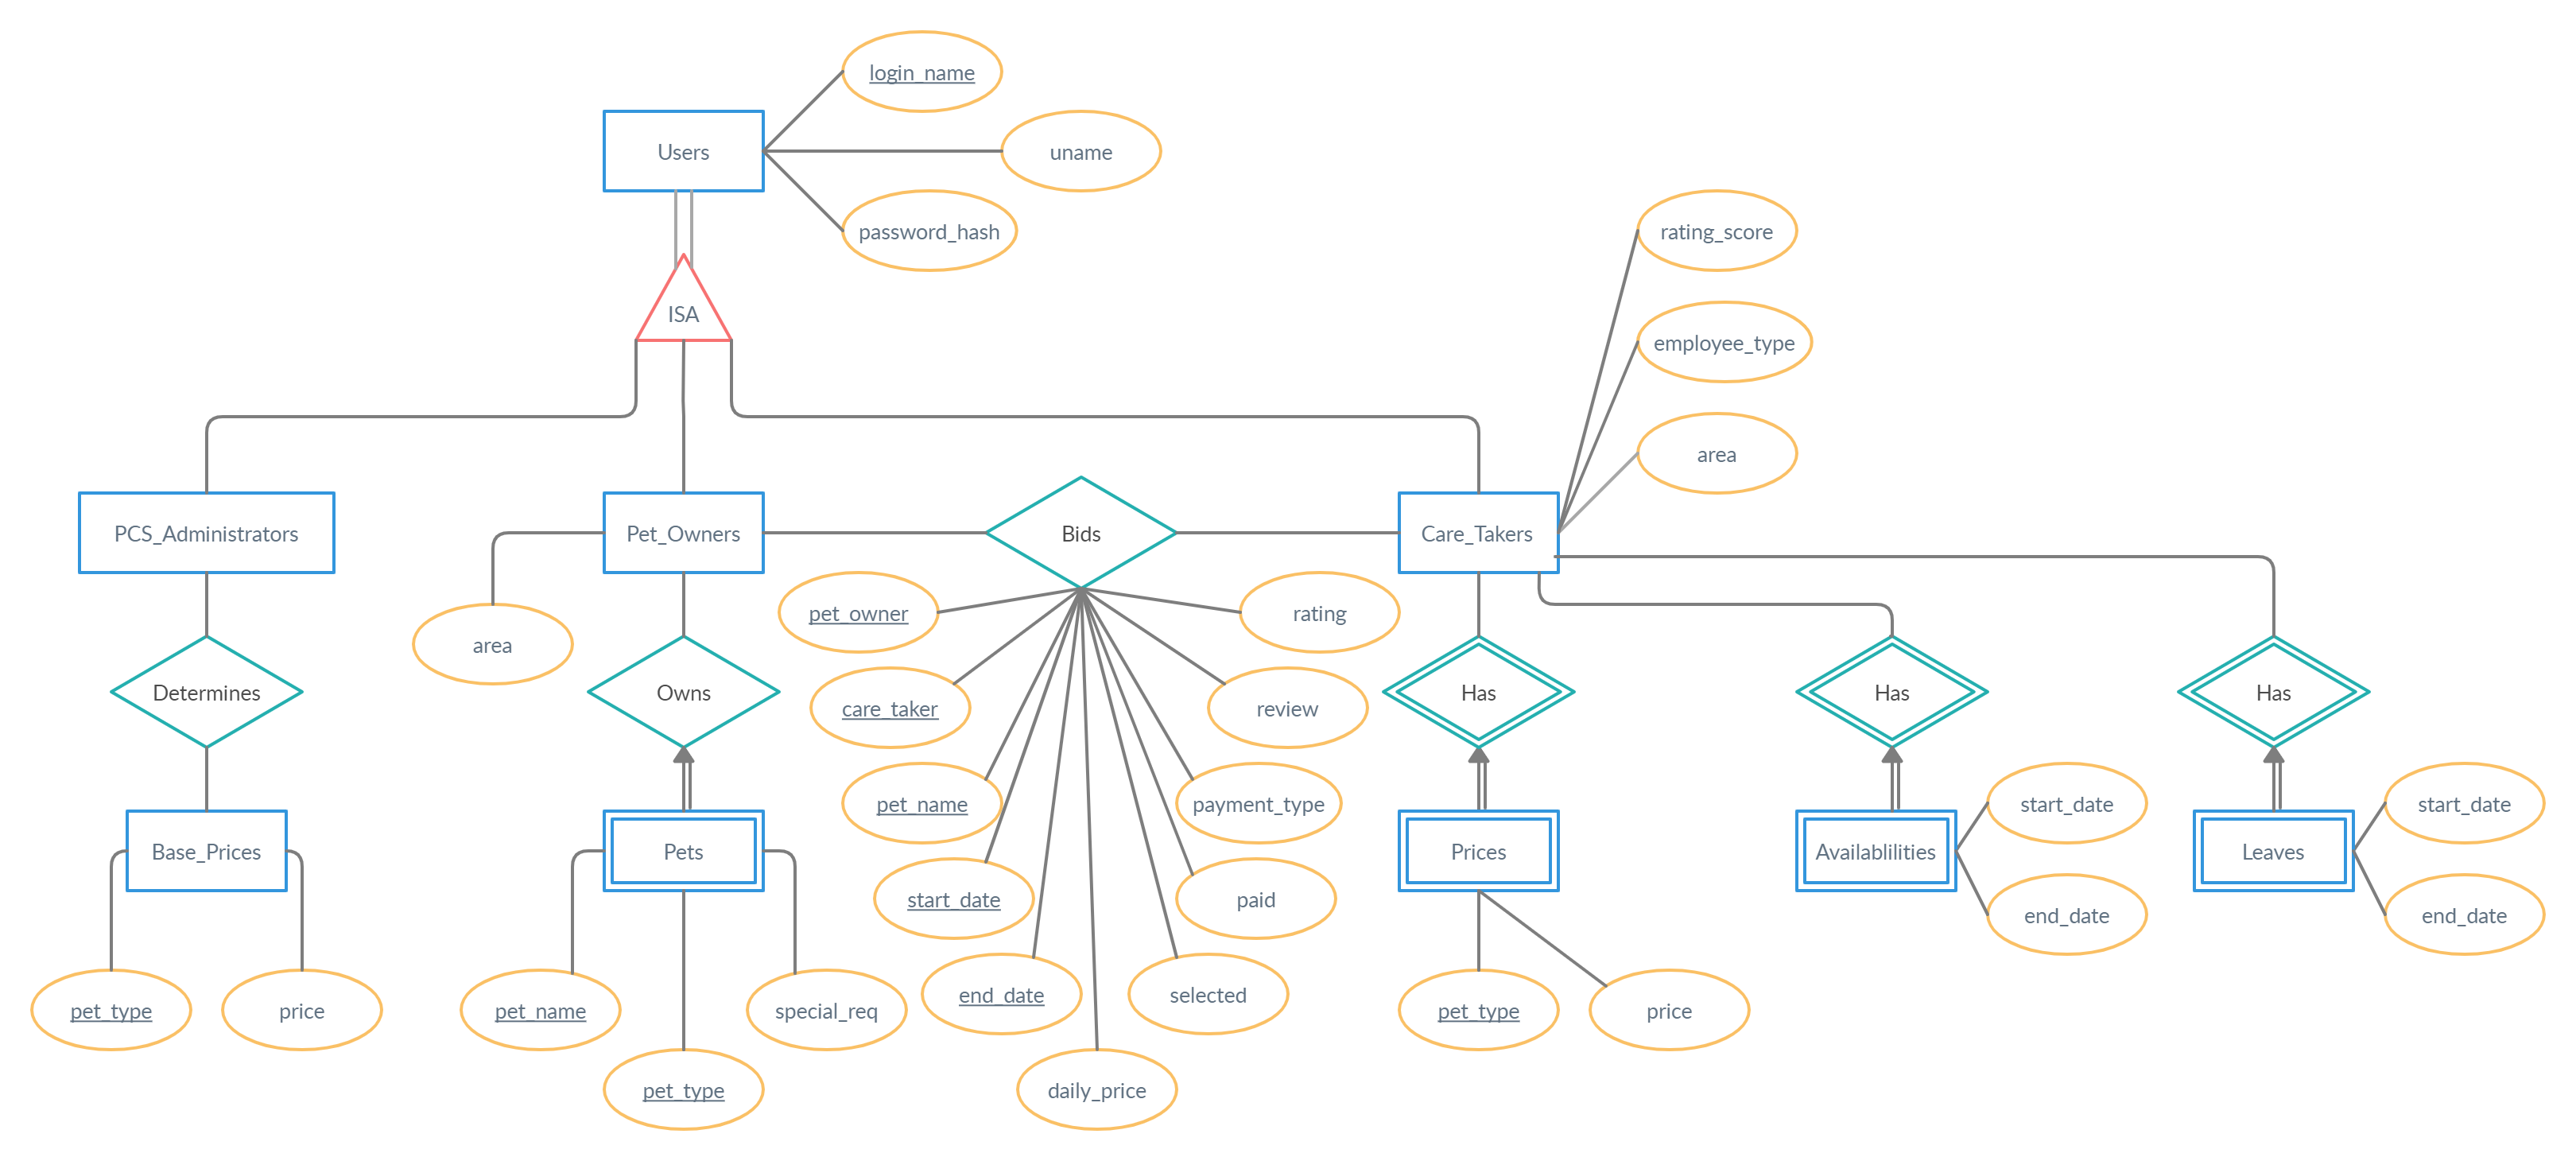 login_name
Users
uname
password_hash
rating_score
ISA
employee_type
area
PCS_Administrators
Pet_Owners
Bids
Care_Takers
pet_owner
rating
area
Determines
Owns
care_taker
review
Has
Has
Has
pet_name
payment_type
start_date
start_date
Base_Prices
Pets
Prices
Availablilities
Leaves
start_date
paid
end_date
end_date
end_date
selected
pet_type
price
pet_name
special_req
pet_type
price
pet_type
daily_price